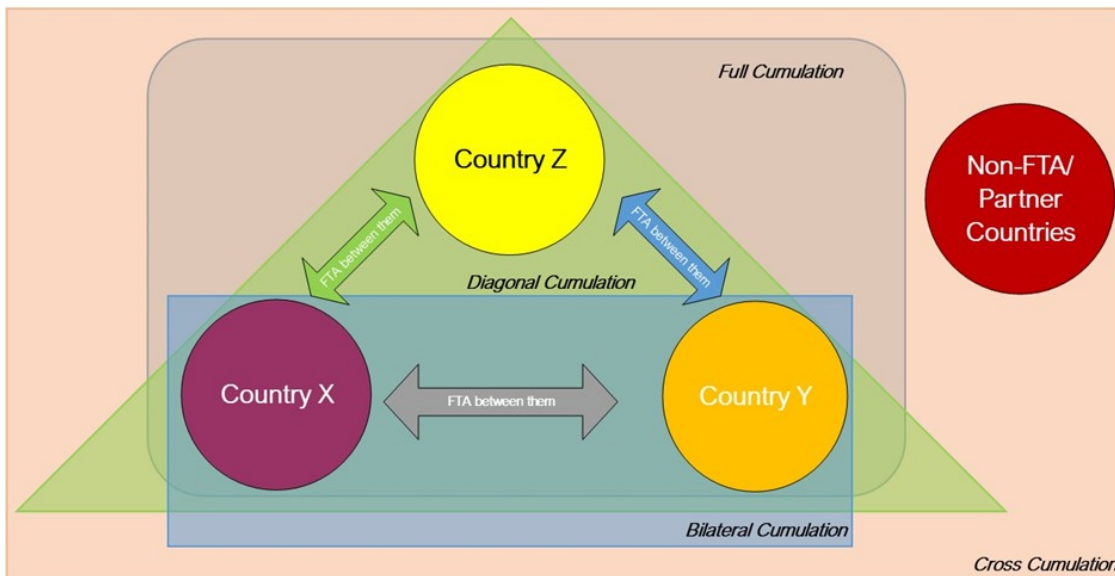 Full Cumulation
Country Z
Non-FTA/
Partner
Countries
FTA between them
FTA between them
Diagonal Cumulation
Country X
FTA between them
Country Y
Bilateral Cumulation
Cross Cumulation